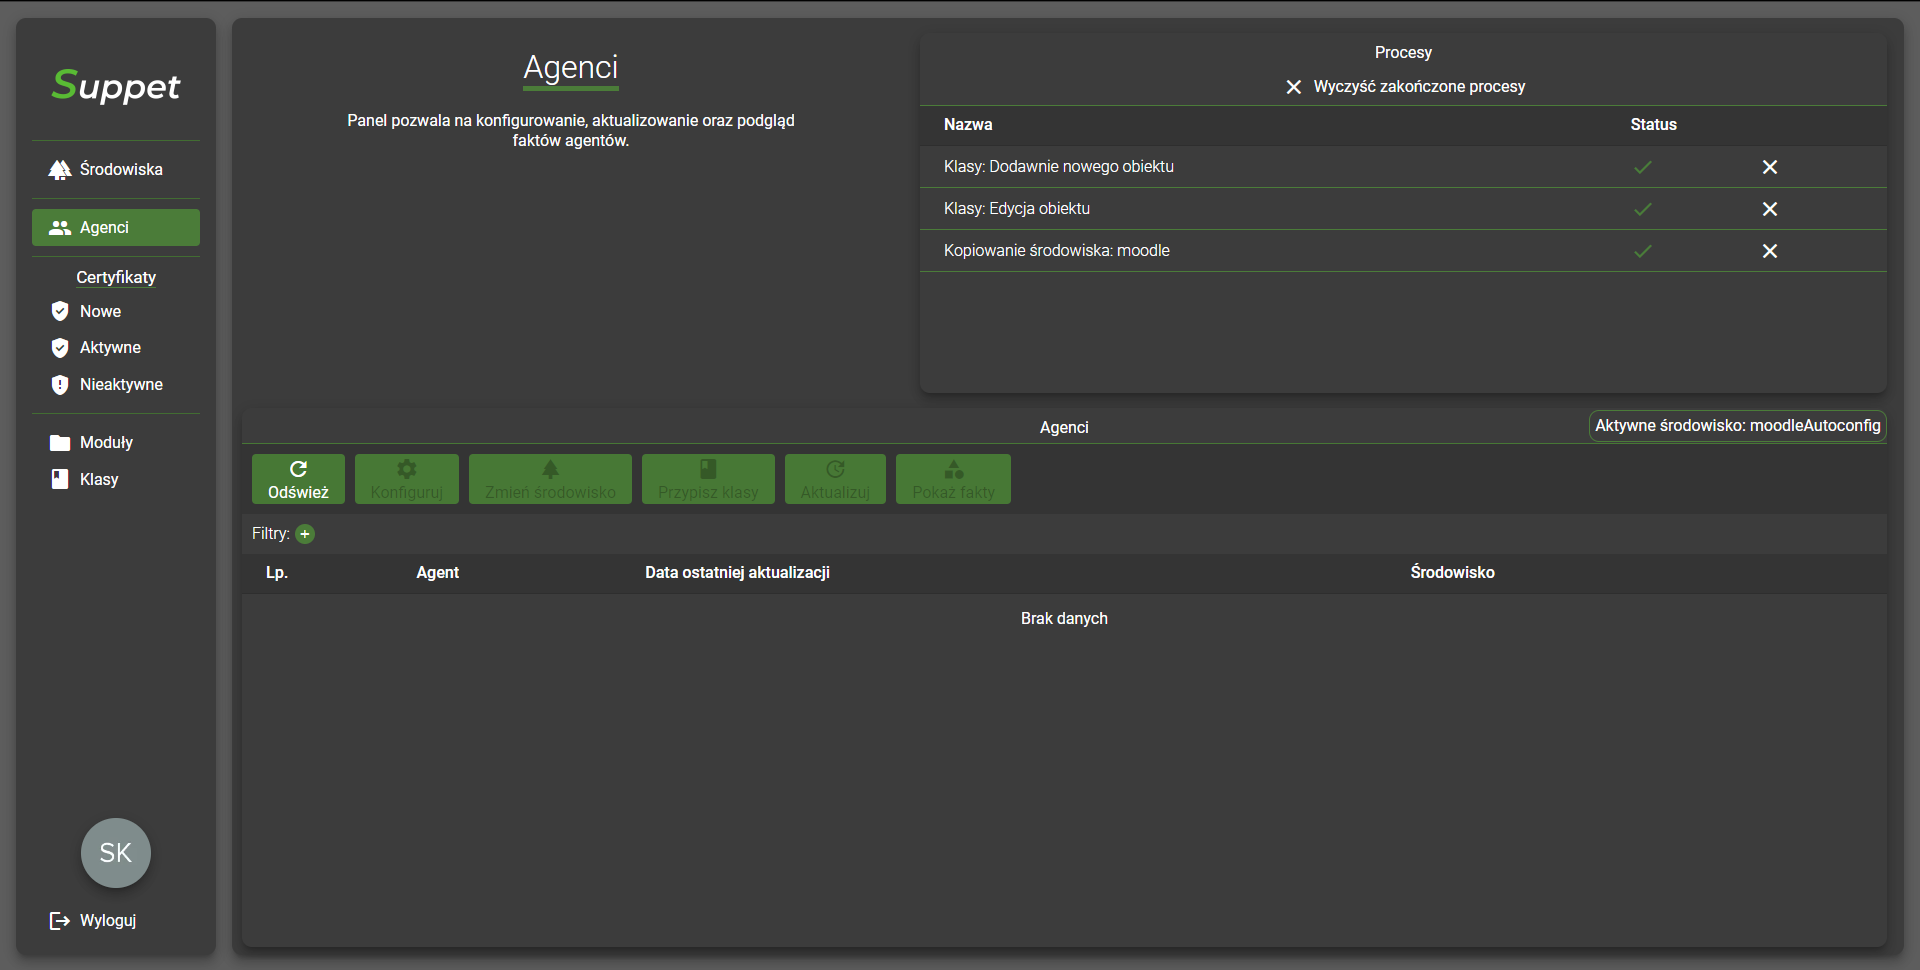 Suppet
Środowiska
Agenci
Certyfikaty
Nowe
Aktywne
Nieaktywne
Moduły
Klasy
SK
Wyloguj
Agenci
Panel pozwala na konfigurowanie, aktualizowanie oraz podgląd
faktów agentów.
Procesy
Wyczyść zakończone procesy
Nazwa Status
Klasy: Dodawnie nowego obiektu
Klasy: Edycja obiektu
Kopiowanie środowiska: moodle
Agenci
Aktywne środowisko: moodleAutoconfig
Odśwież Konfiguruj Zmień środowisko Przypisz klasy Aktualizuj Pokaż fakty
Filtry:
Lp. Agent Data ostatniej aktualizacji Środowisko
Brak danych